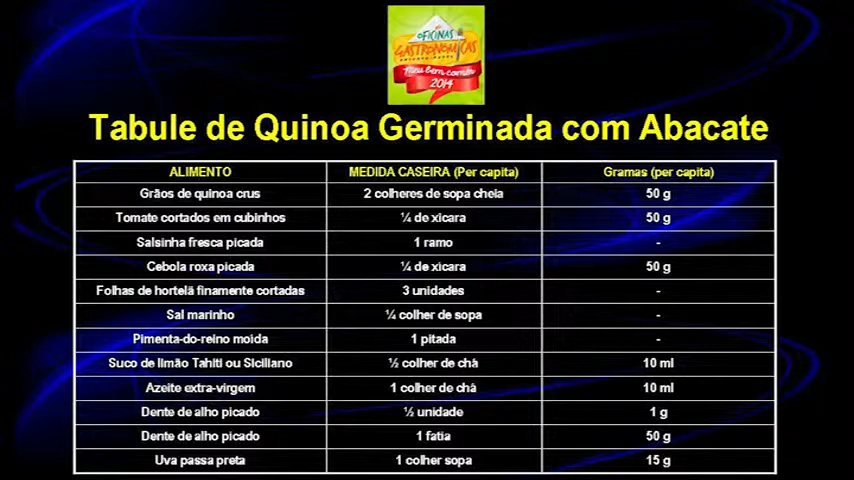 OFICINAS
GASTRONÔMICAS
Meu bem comer
2014
Tabule de Quinoa Germinada com Abacate
ALIMENTO MEDIDA CASEIRA (Per capita) Gramas (per capita)
Grãos de quinoa crus 2 colheres de sopa cheia 50 g
Tomate cortados em cubinhos ¼ de xicara 50 g
Salsinha fresca picada 1 ramo -
Cebola roxa picada ¼ de xicara 50 g
Folhas de hortelã finamente cortadas 3 unidades -
Sal marinho ¼ colher de sopa -
Pimenta-do-reino moida 1 pitada -
Suco de limão Tahiti ou Siciliano ½ colher de chá 10 ml
Azeite extra-virgem 1 colher de chá 10 ml
Dente de alho picado ½ unidade 1 g
Dente de alho picado 1 fatia 50 g
Uva passa preta 1 colher sopa 15 g